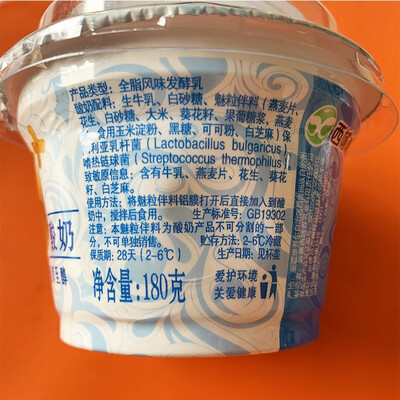 产品类型：全脂风味发酵乳
酸奶配料：生牛乳、白砂糖、魅粒伴料（燕麦片、
花生、白砂糖、大米、葵花籽、果葡糖浆、燕麦
食用玉米淀粉、黑糖、可可粉、白芝麻）保
利亚乳杆菌（Lactobacillus bulgaricus）
嗜热链球菌（Streptococcus thermophilus）
致敏原信息：含有牛乳、燕麦片、花生、葵花
籽、白芝麻。
将魅粒伴料铝膜打开后直接加入到酸
奶中，搅拌后食用。 生产标准号：GB19302
注意：本魅粒伴料为酸奶产品不可分割的一部
分，不可单独销售。 贮存方法：2-6℃冷藏
保质期：28天（2-6℃） 生产日期：见杯盖
净含量：180克
爱护环境
关爱健康
酸奶
西